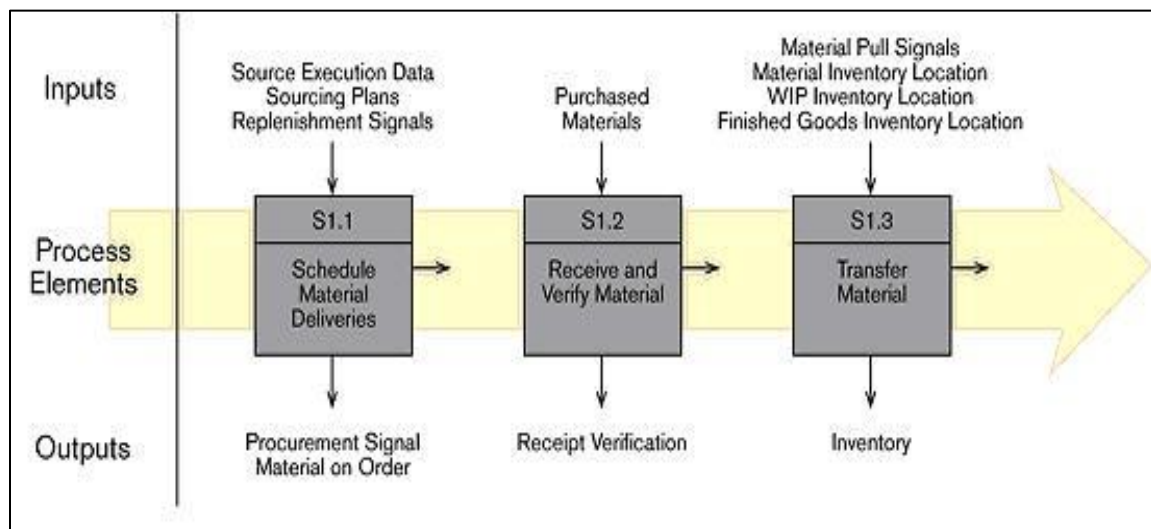 Inputs
Source Execution Data
Sourcing Plans
Replenishment Signals
Purchased
Materials
Material Pull Signals
Material Inventory Location
WIP Inventory Location
Finished Goods Inventory Location
Process
Elements
S1.1
Schedule
Material
Deliveries
S1.2
Receive and
Verify Material
S1.3
Transfer
Material
Outputs
Procurement Signal
Material on Order
Receipt Verification
Inventory